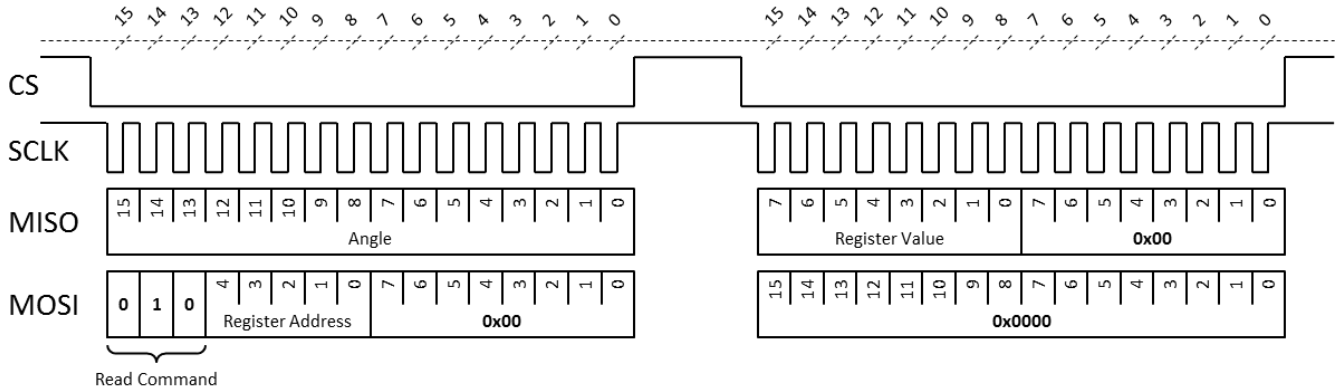 15 14 13 12 11 10 9 8 7 6 5 4 3 2 1 0 15 14 13 12 11 10 9 8 7 6 5 4 3 2 1 0
CS
SCLK
MISO 15 14 13 12 11 10 9 8 7 6 5 4 3 2 1 0 7 6 5 4 3 2 1 0 7 6 5 4 3 2 1 0
Angle Register Value 0x00
MOSI 0 1 0 4 3 2 1 0 7 6 5 4 3 2 1 0 15 14 13 12 11 10 9 8 7 6 5 4 3 2 1 0
Register Address 0x00 0x0000
Read Command